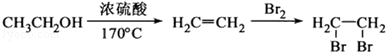 CH₃CH₂OH 浓硫酸 170°C H₂C=CH₂ Br₂ H₂C—CH₂
Br Br